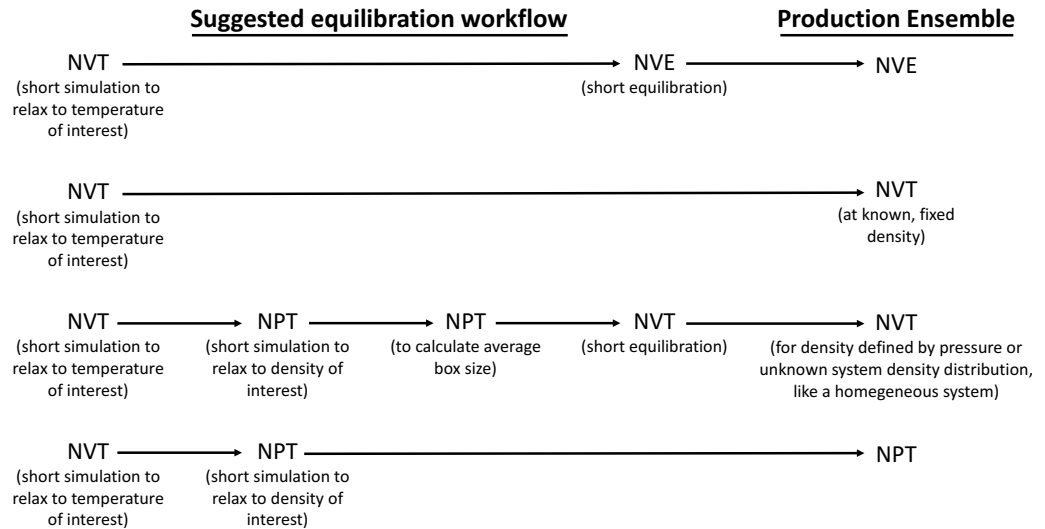 Suggested equilibration workflow
Production Ensemble
NVT
NVE
NVE
(short simulation to
relax to temperature
of interest)
(short equilibration)
NVT
NVT
(short simulation to
relax to temperature
of interest)
(at known, fixed
density)
NVT
NPT
NPT
NVT
NVT
(short simulation to
relax to temperature
of interest)
(short simulation to
relax to density of
interest)
(to calculate average
box size)
(short equilibration)
(for density defined by pressure or
unknown system density distribution,
like a homegeneous system)
NVT
NPT
NPT
(short simulation to
relax to temperature
of interest)
(short simulation to
relax to density of
interest)